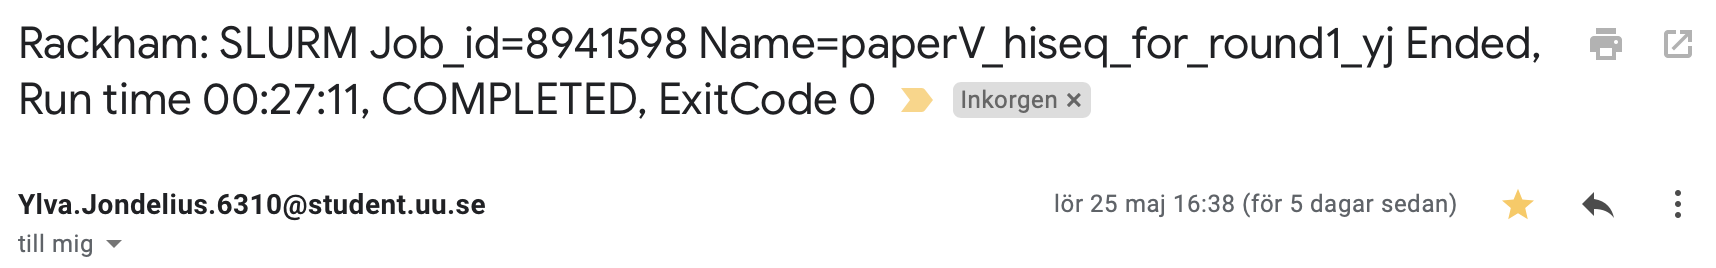 Rackham: SLURM Job_id=8941598 Name=paperV_hiseq_for_round1_yj Ended,
Run time 00:27:11, COMPLETED, ExitCode 0 Inkorgen ×
Ylva.Jondelius.6310@student.uu.se lör 25 maj 16:38 (för 5 dagar sedan)
till mig